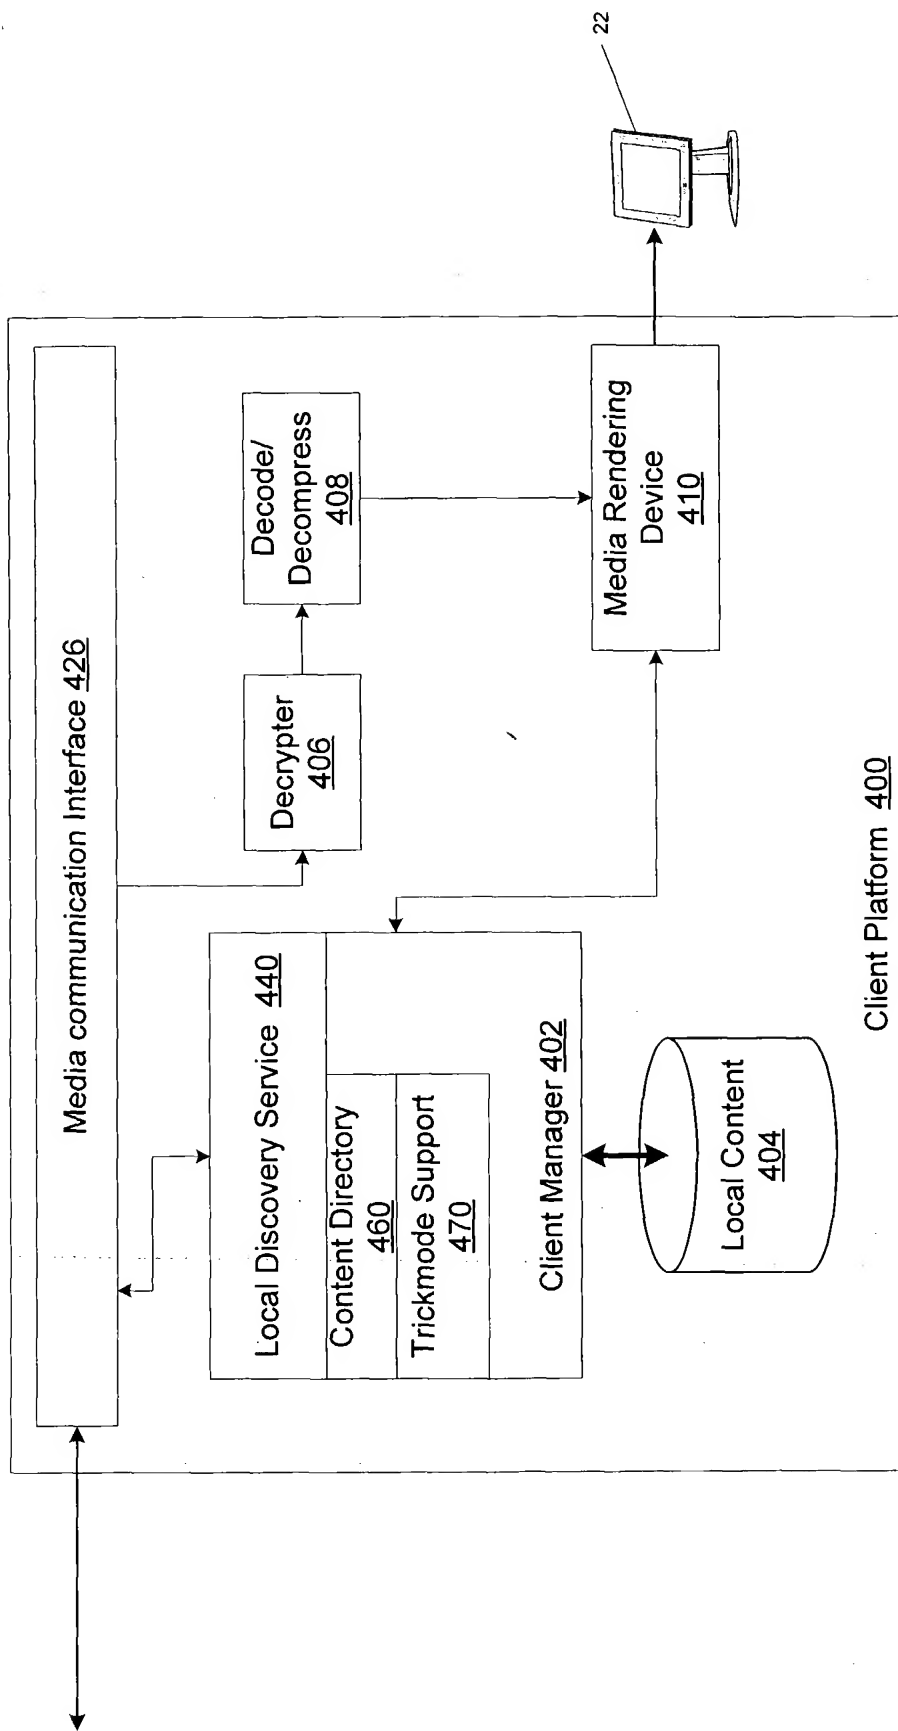 Media communication Interface 426
Local Discovery Service 440
Content Directory
460
Trickmode Support
470
Client Manager 402
Local Content
404
Decrypter
406
Decode/
Decompress
408
Media Rendering
Device
410
22
Client Platform 400